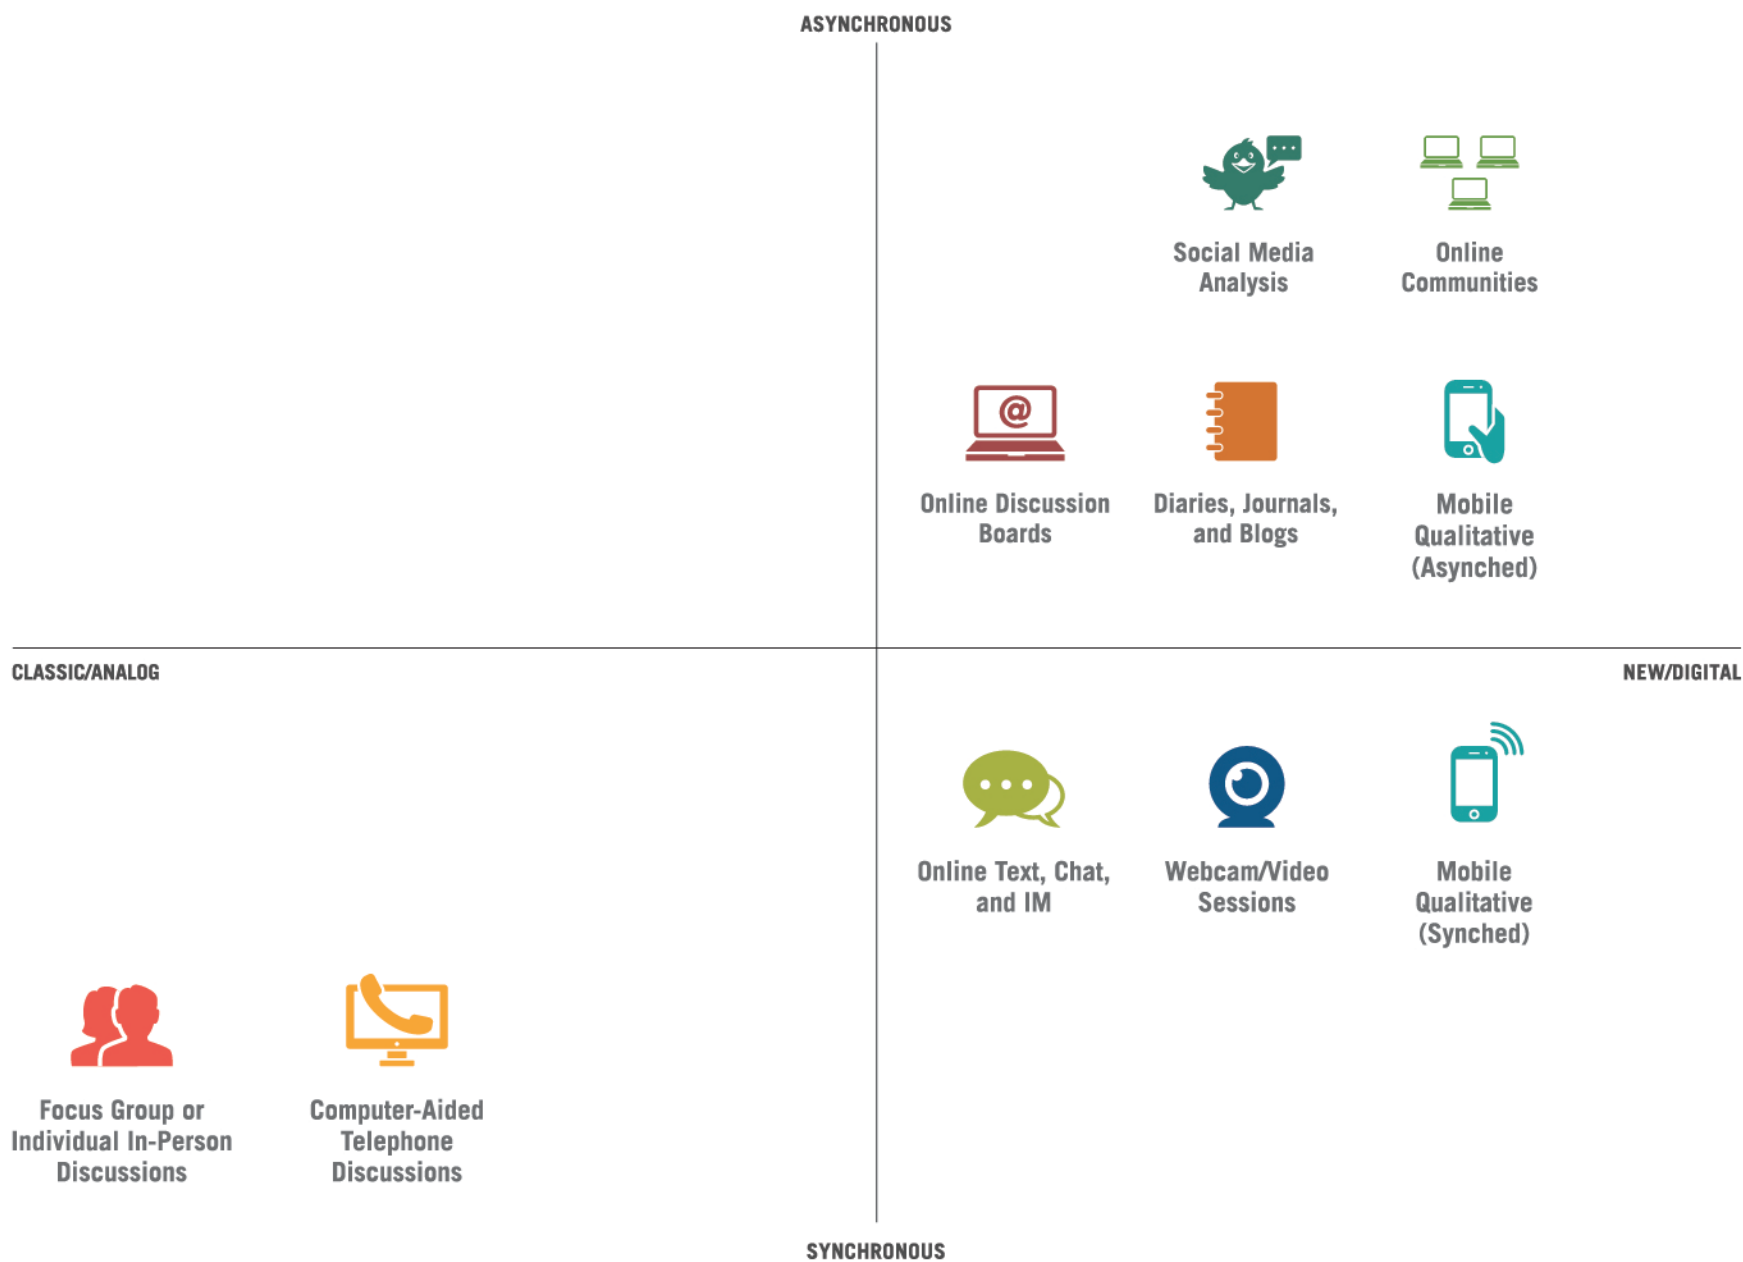 ASYNCHRONOUS
Social Media
Analysis
Online
Communities
@
Online Discussion
Boards
Diaries, Journals,
and Blogs
Mobile
Qualitative
(Asynched)
CLASSIC/ANALOG
NEW/DIGITAL
Online Text, Chat,
and IM
Webcam/Video
Sessions
Mobile
Qualitative
(Synched)
Focus Group or
Individual In-Person
Discussions
Computer-Aided
Telephone
Discussions
SYNCHRONOUS